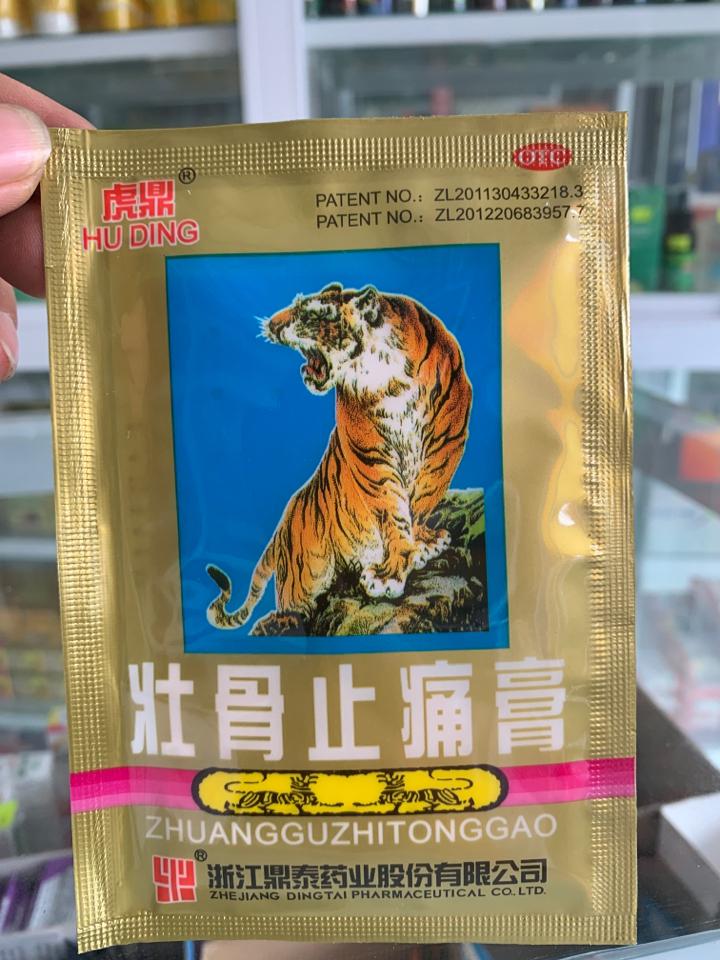 OTC
虎鼎®
HU DING
PATENT NO.: ZL201130433218.3
PATENT NO.: ZL201220683957.7
壮骨止痛膏
ZHUANGGUZHITONGGAO
®浙江鼎泰药业股份有限公司
ZHEJIANG DINGTAI PHARMACEUTICAL CO.,LTD.